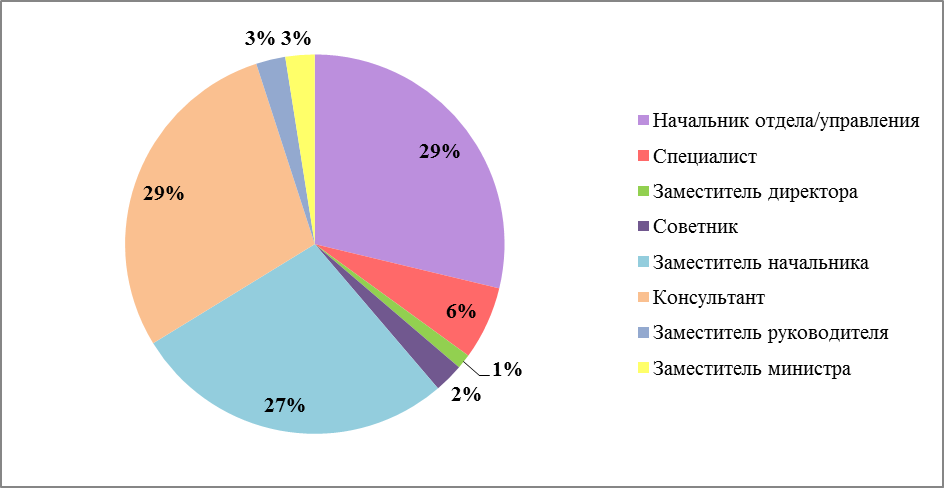 3% 3%
29%
29%
6%
1%
2%
27%
Начальник отдела/управления
Специалист
Заместитель директора
Советник
Заместитель начальника
Консультант
Заместитель руководителя
Заместитель министра